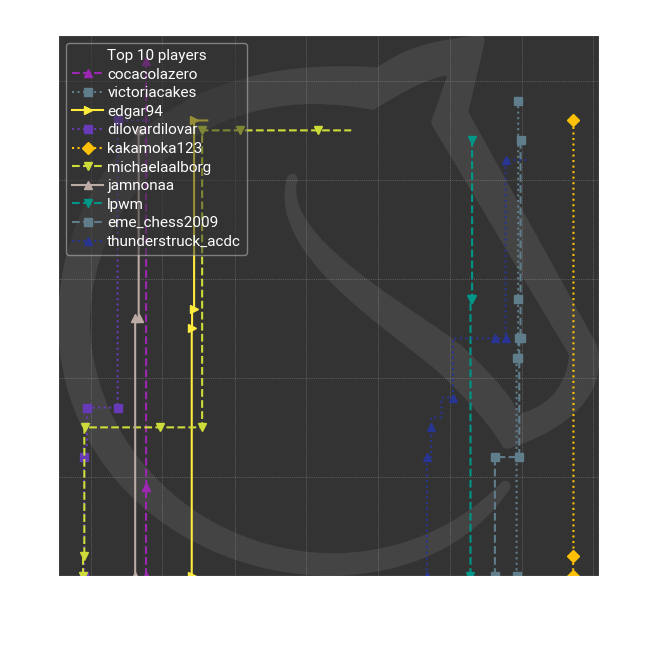 Top 10 players
cocacolazero
victoriacakes
edgar94
dilovardilovar
kakamoka123
michaelaalborg
jamnonaa
lpwm
eme_chess2009
thunderstruck_acdc